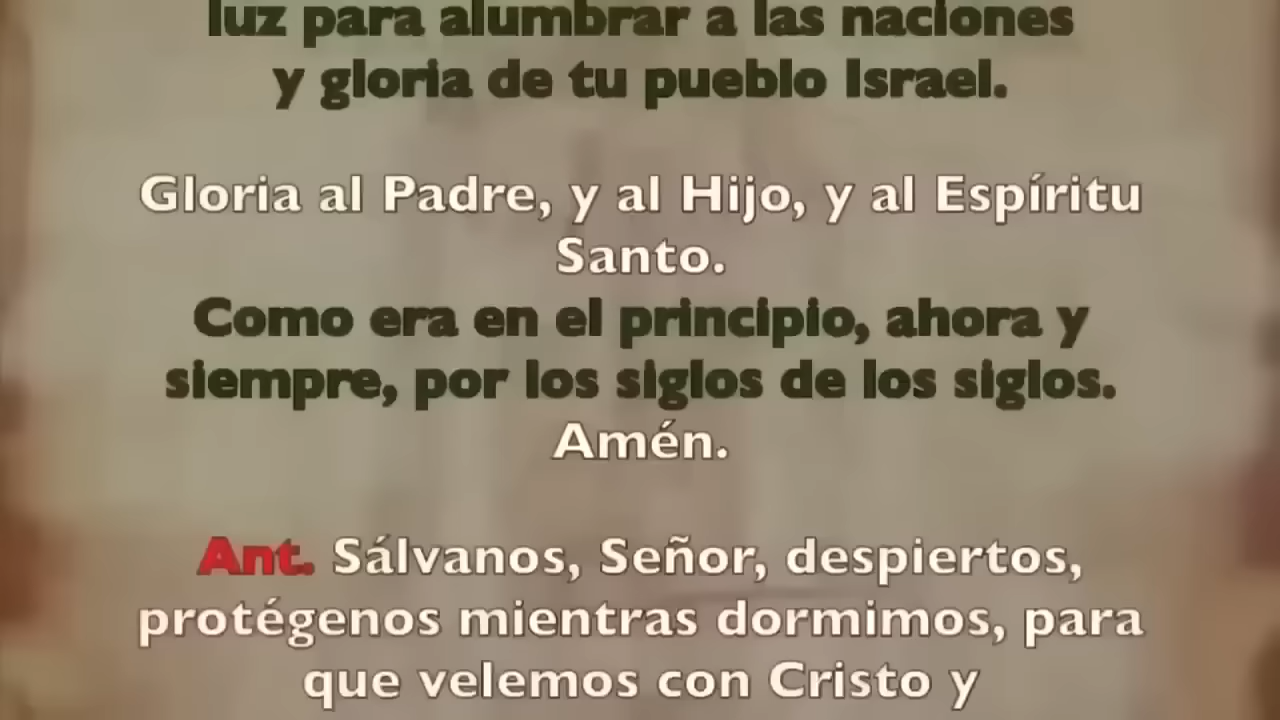 luz para alumbrar a las naciones
y gloria de tu pueblo Israel.
Gloria al Padre, y al Hijo, y al Espíritu
Santo.
Como era en el principio, ahora y
siempre, por los siglos de los siglos.
Amén.
Ant. Sálvanos, Señor, despiertos,
protégenos mientras dormimos, para
que velemos con Cristo y